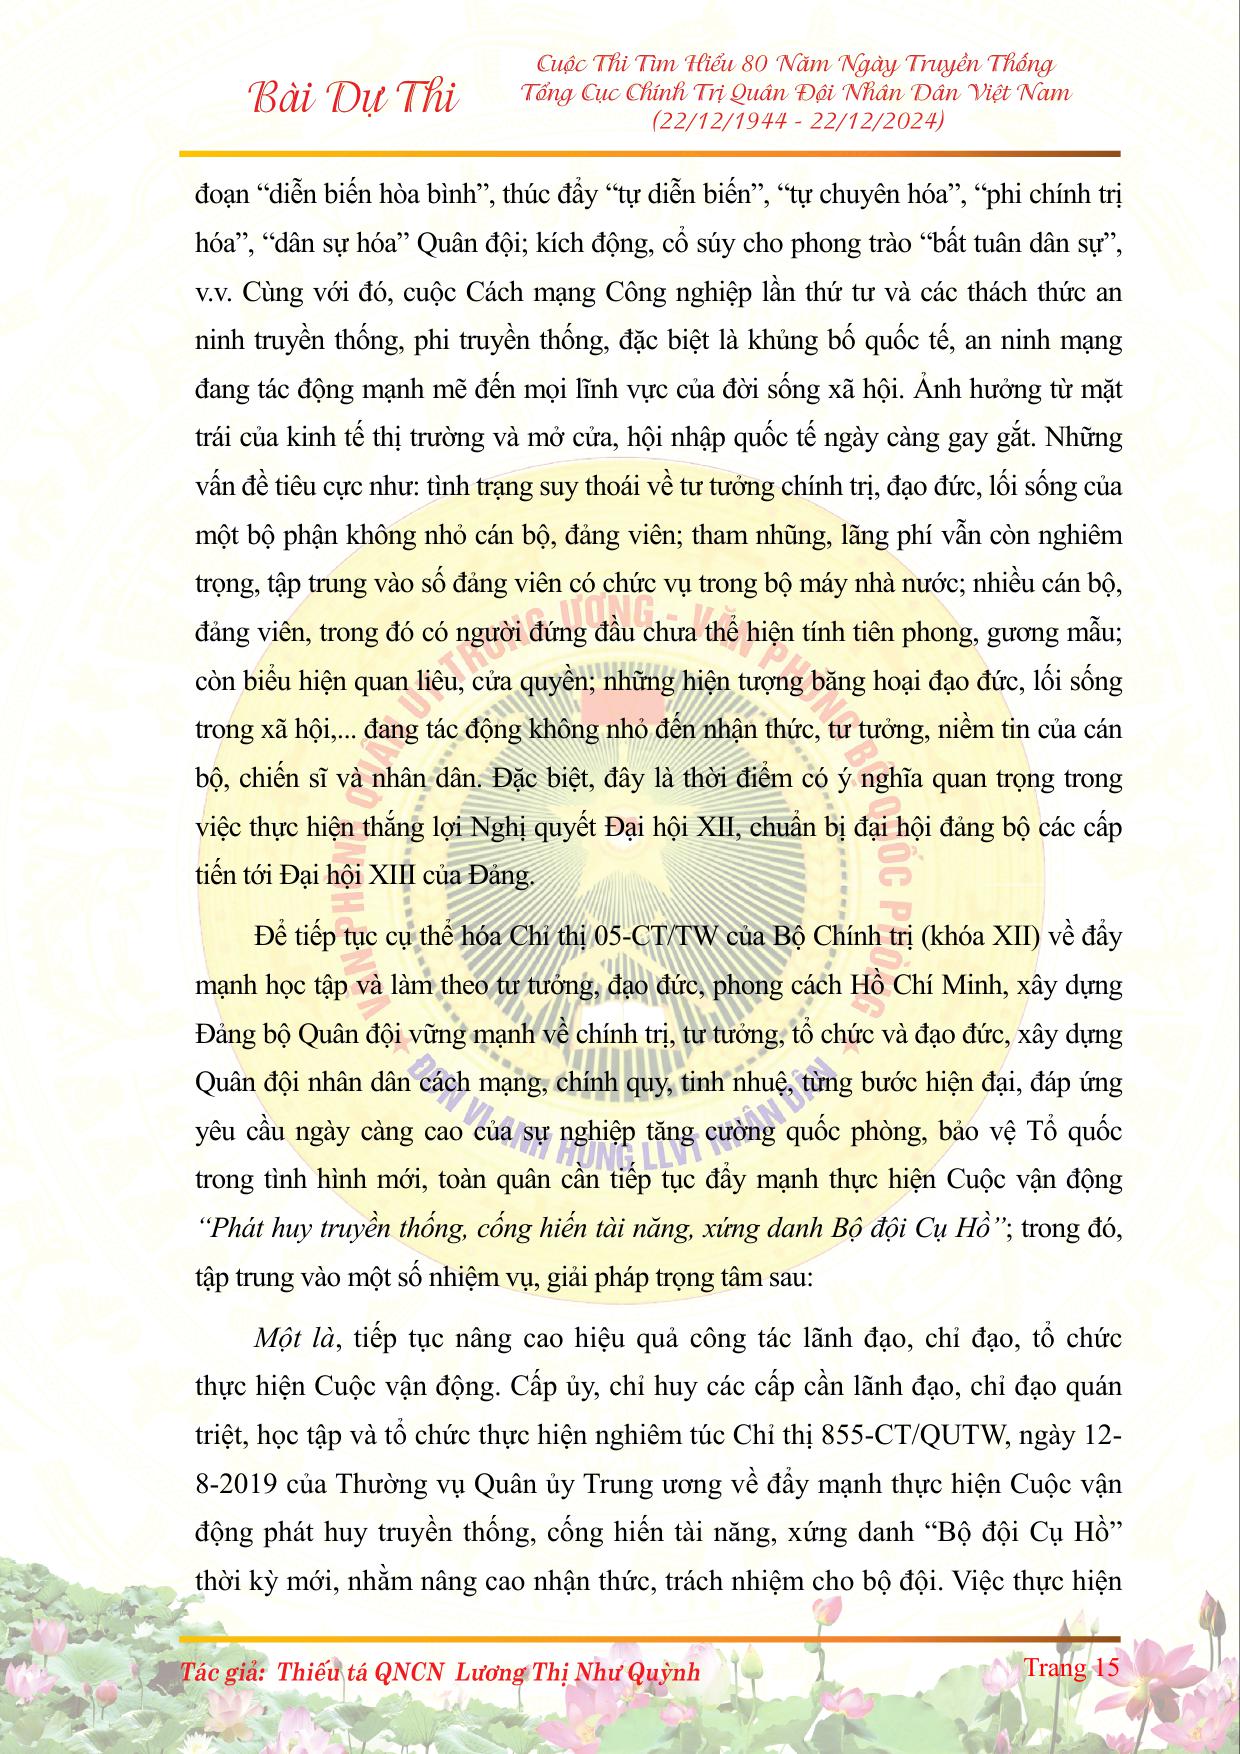 Bài Dự Thi
Cuộc Thi Tìm Hiểu 80 Năm Ngày Truyền Thống
Tổng Cục Chính Trị Quân Đội Nhân Dân Việt Nam
(22/12/1944 - 22/12/2024)
đoạn “diễn biến hòa bình”, thúc đẩy “tự diễn biến”, “tự chuyên hóa”, “phi chính trị
hóa”, “dân sự hóa” Quân đội; kích động, cổ súy cho phong trào “bất tuân dân sự”,
v.v. Cùng với đó, cuộc Cách mạng Công nghiệp lần thứ tư và các thách thức an
ninh truyền thống, phi truyền thống, đặc biệt là khủng bố quốc tế, an ninh mạng
đang tác động mạnh mẽ đến mọi lĩnh vực của đời sống xã hội. Ảnh hưởng từ mặt
trái của kinh tế thị trường và mở cửa, hội nhập quốc tế ngày càng gay gắt. Những
vấn đề tiêu cực như: tình trạng suy thoái về tư tưởng chính trị, đạo đức, lối sống của
một bộ phận không nhỏ cán bộ, đảng viên; tham nhũng, lãng phí vẫn còn nghiêm
trọng, tập trung vào số đảng viên có chức vụ trong bộ máy nhà nước; nhiều cán bộ,
đảng viên, trong đó có người đứng đầu chưa thể hiện tính tiên phong, gương mẫu;
còn biểu hiện quan liêu, cửa quyền; những hiện tượng băng hoại đạo đức, lối sống
trong xã hội,... đang tác động không nhỏ đến nhận thức, tư tưởng, niềm tin của cán
bộ, chiến sĩ và nhân dân. Đặc biệt, đây là thời điểm có ý nghĩa quan trọng trong
việc thực hiện thắng lợi Nghị quyết Đại hội XII, chuẩn bị đại hội đảng bộ các cấp
tiến tới Đại hội XIII của Đảng.
Để tiếp tục cụ thể hóa Chỉ thị 05-CT/TW của Bộ Chính trị (khóa XII) về đẩy
mạnh học tập và làm theo tư tưởng, đạo đức, phong cách Hồ Chí Minh, xây dựng
Đảng bộ Quân đội vững mạnh về chính trị, tư tưởng, tổ chức và đạo đức, xây dựng
Quân đội nhân dân cách mạng, chính quy, tinh nhuệ, từng bước hiện đại, đáp ứng
yêu cầu ngày càng cao của sự nghiệp tăng cường quốc phòng, bảo vệ Tổ quốc
trong tình hình mới, toàn quân cần tiếp tục đẩy mạnh thực hiện Cuộc vận động
“Phát huy truyền thống, cống hiến tài năng, xứng danh Bộ đội Cụ Hồ”; trong đó,
tập trung vào một số nhiệm vụ, giải pháp trọng tâm sau:
Một là, tiếp tục nâng cao hiệu quả công tác lãnh đạo, chỉ đạo, tổ chức
thực hiện Cuộc vận động. Cấp ủy, chỉ huy các cấp cần lãnh đạo, chỉ đạo quán
triệt, học tập và tổ chức thực hiện nghiêm túc Chỉ thị 855-CT/QUTW, ngày 12-
8-2019 của Thường vụ Quân ủy Trung ương về đẩy mạnh thực hiện Cuộc vận
động phát huy truyền thống, cống hiến tài năng, xứng danh “Bộ đội Cụ Hồ”
thời kỳ mới, nhằm nâng cao nhận thức, trách nhiệm cho bộ đội. Việc thực hiện
VĂN PHÒNG QUÂN ỦY TRUNG ƯƠNG - VĂN PHÒNG BỘ QUỐC PHÒNG
ĐƠN VỊ ANH HÙNG LLVT NHÂN DÂN
Tác giả: Thiếu tá QNCN Lương Thị Như Quỳnh
Trang 15